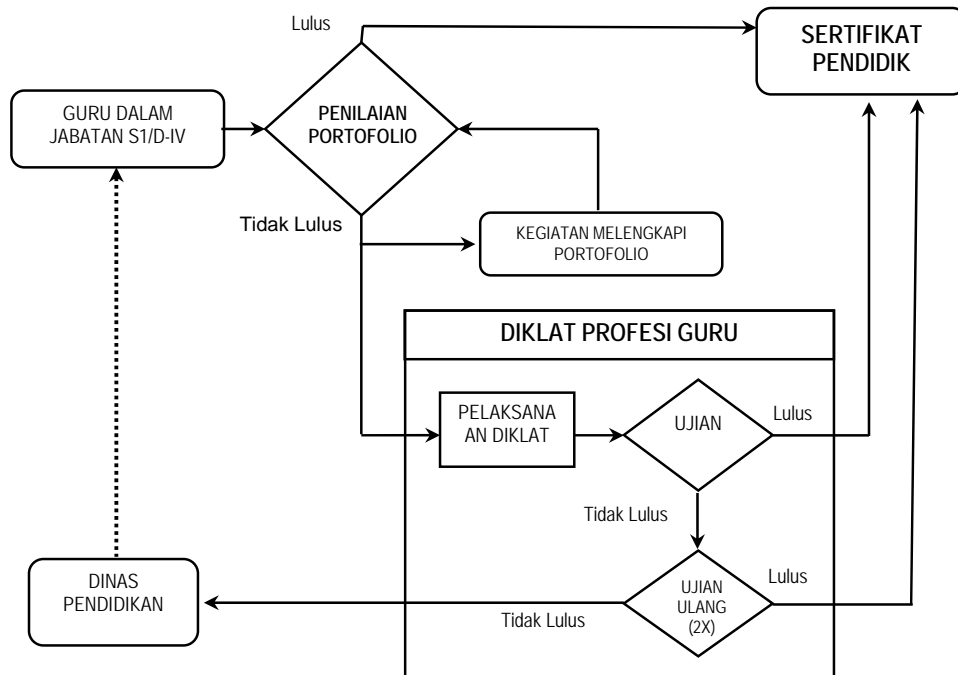 Lulus
SERTIFIKAT
PENDIDIK
GURU DALAM
JABATAN S1/D-IV
PENILAIAN
PORTOFOLIO
Tidak Lulus
KEGIATAN MELENGKAPI
PORTOFOLIO
DIKLAT PROFESI GURU
PELAKSANA
AN DIKLAT
UJIAN
Lulus
Tidak Lulus
DINAS
PENDIDIKAN
UJIAN
ULANG
(2X)
Lulus
Tidak Lulus